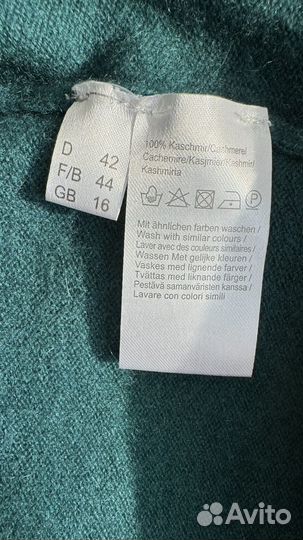 D 42
F/B 44
GB 16
100% Kaschmir/Cashmere/
Cachemire/Kasjmier/Kashmir/
Kashmiria
P
Mit ähnlichen farben waschen/
Wash with similar colours/
Laver avec des couleurs similaires/
Wassen Met gelijke kleuren/
Vaskes med lignende farver/
Tvättas med liknande färger/
Pestävä samanväristen kanssa/
Lavare con colori simili
Avito